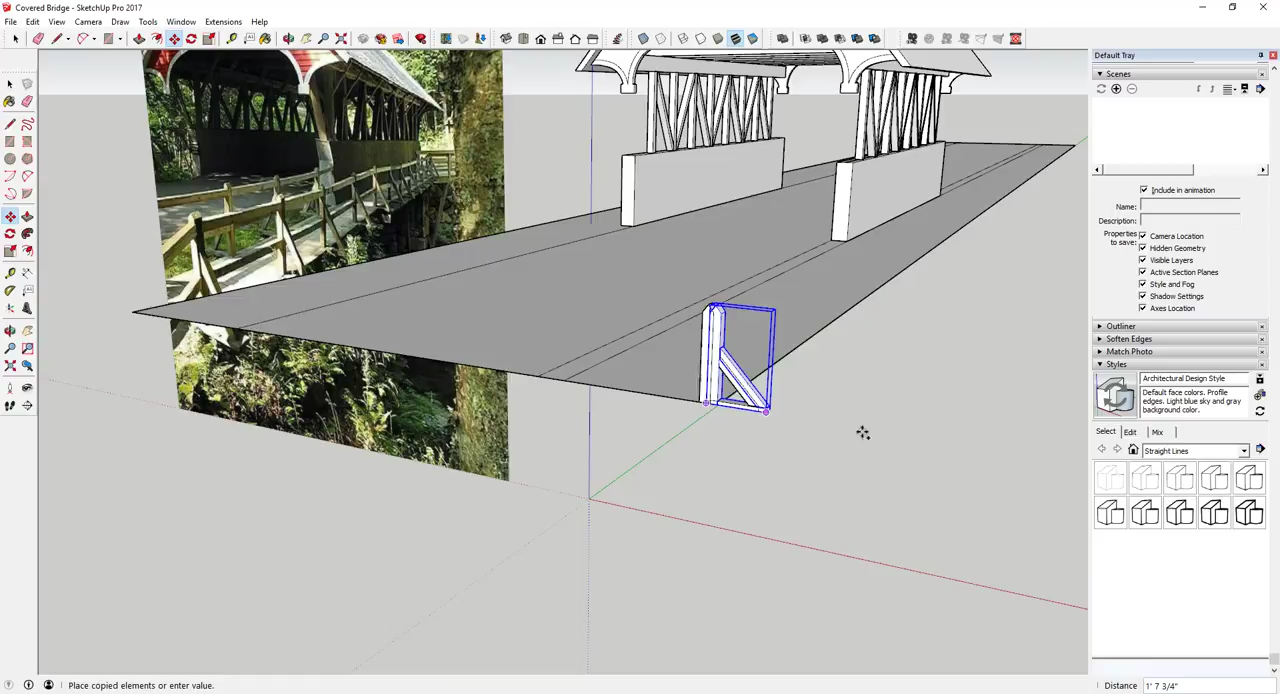 Covered Bridge - SketchUp Pro 2017
File Edit View Camera Draw Tools Window Extensions Help
Default Tray
Scenes
Include in animation
Name:
Description:
Properties to save:
Camera Location
Hidden Geometry
Visible Layers
Active Section Planes
Style and Fog
Shadow Settings
Axes Location
Outliner
Soften Edges
Match Photo
Styles
Architectural Design Style
Default face colors. Profile
edges. Light blue sky and gray
background color.
Select Edit Mix
Straight Lines
Place copied elements or enter value.
Distance 1' 7 3/4"